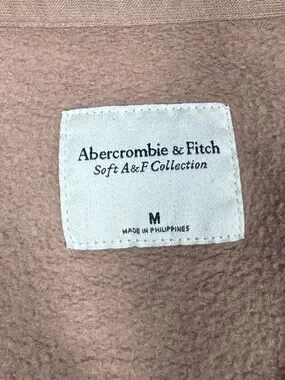 Abercrombie & Fitch
Soft A&F Collection
M
MADE IN PHILIPPINES